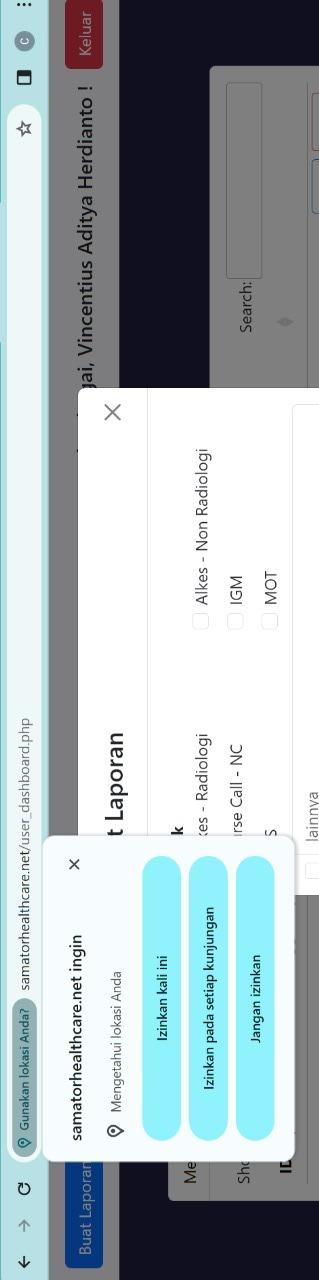 Gunakan lokasi Anda?
samatorhealthcare.net/user_dashboard.php
C
samatorhealthcare.net ingin
Mengetahui lokasi Anda
Izinkan kali ini
Izinkan pada setiap kunjungan
Jangan izinkan
Buat Laporan
gai, Vincentius Aditya Herdianto !
Keluar
t Laporan
k
kes - Radiologi
Alkes - Non Radiologi
rse Call - NC
IGM
S
MOT
lainnya
Me
Sho
Search:
ID